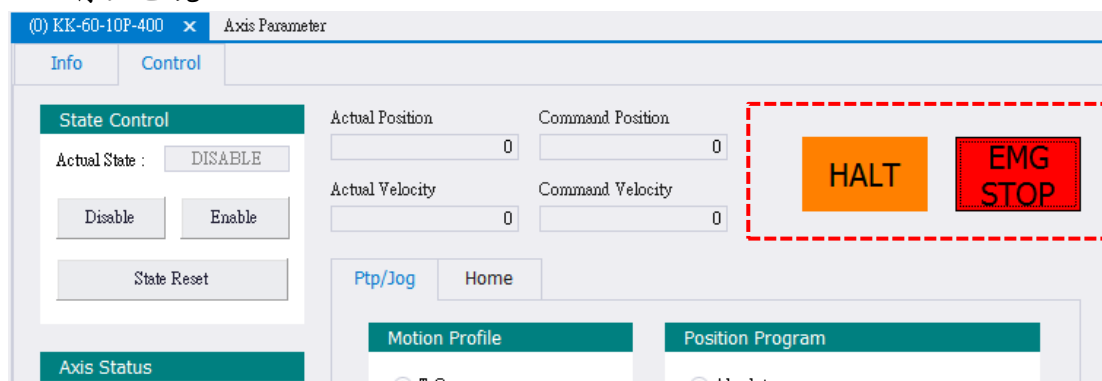 (0) KK-60-10P-400 × Axis Parameter
Info Control
State Control
Actual State : DISABLE
Disable Enable
State Reset
Axis Status
Actual Position Command Position
0 0
Actual Velocity Command Velocity
0 0
HALT
EMG
STOP
Ptp/Jog Home
Motion Profile
Position Program